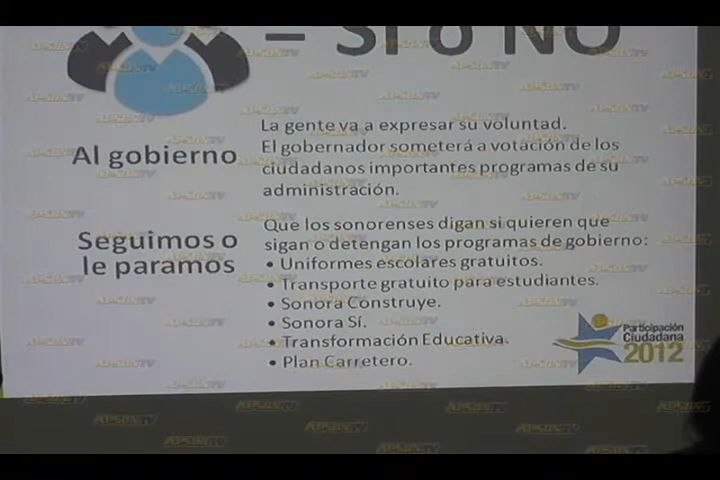 = SI o NO
Al gobierno
La gente va a expresar su voluntad.
El gobernador someterá a votación de los
ciudadanos importantes programas de su
administración.
Seguimos o
le paramos
Que los sonorenses digan si quieren que
sigan o detengan los programas de gobierno:
• Uniformes escolares gratuitos.
• Transporte gratuito para estudiantes.
• Sonora Construye.
• Sonora Sí.
• Transformación Educativa.
• Plan Carretero.
Participación
Ciudadana
2012